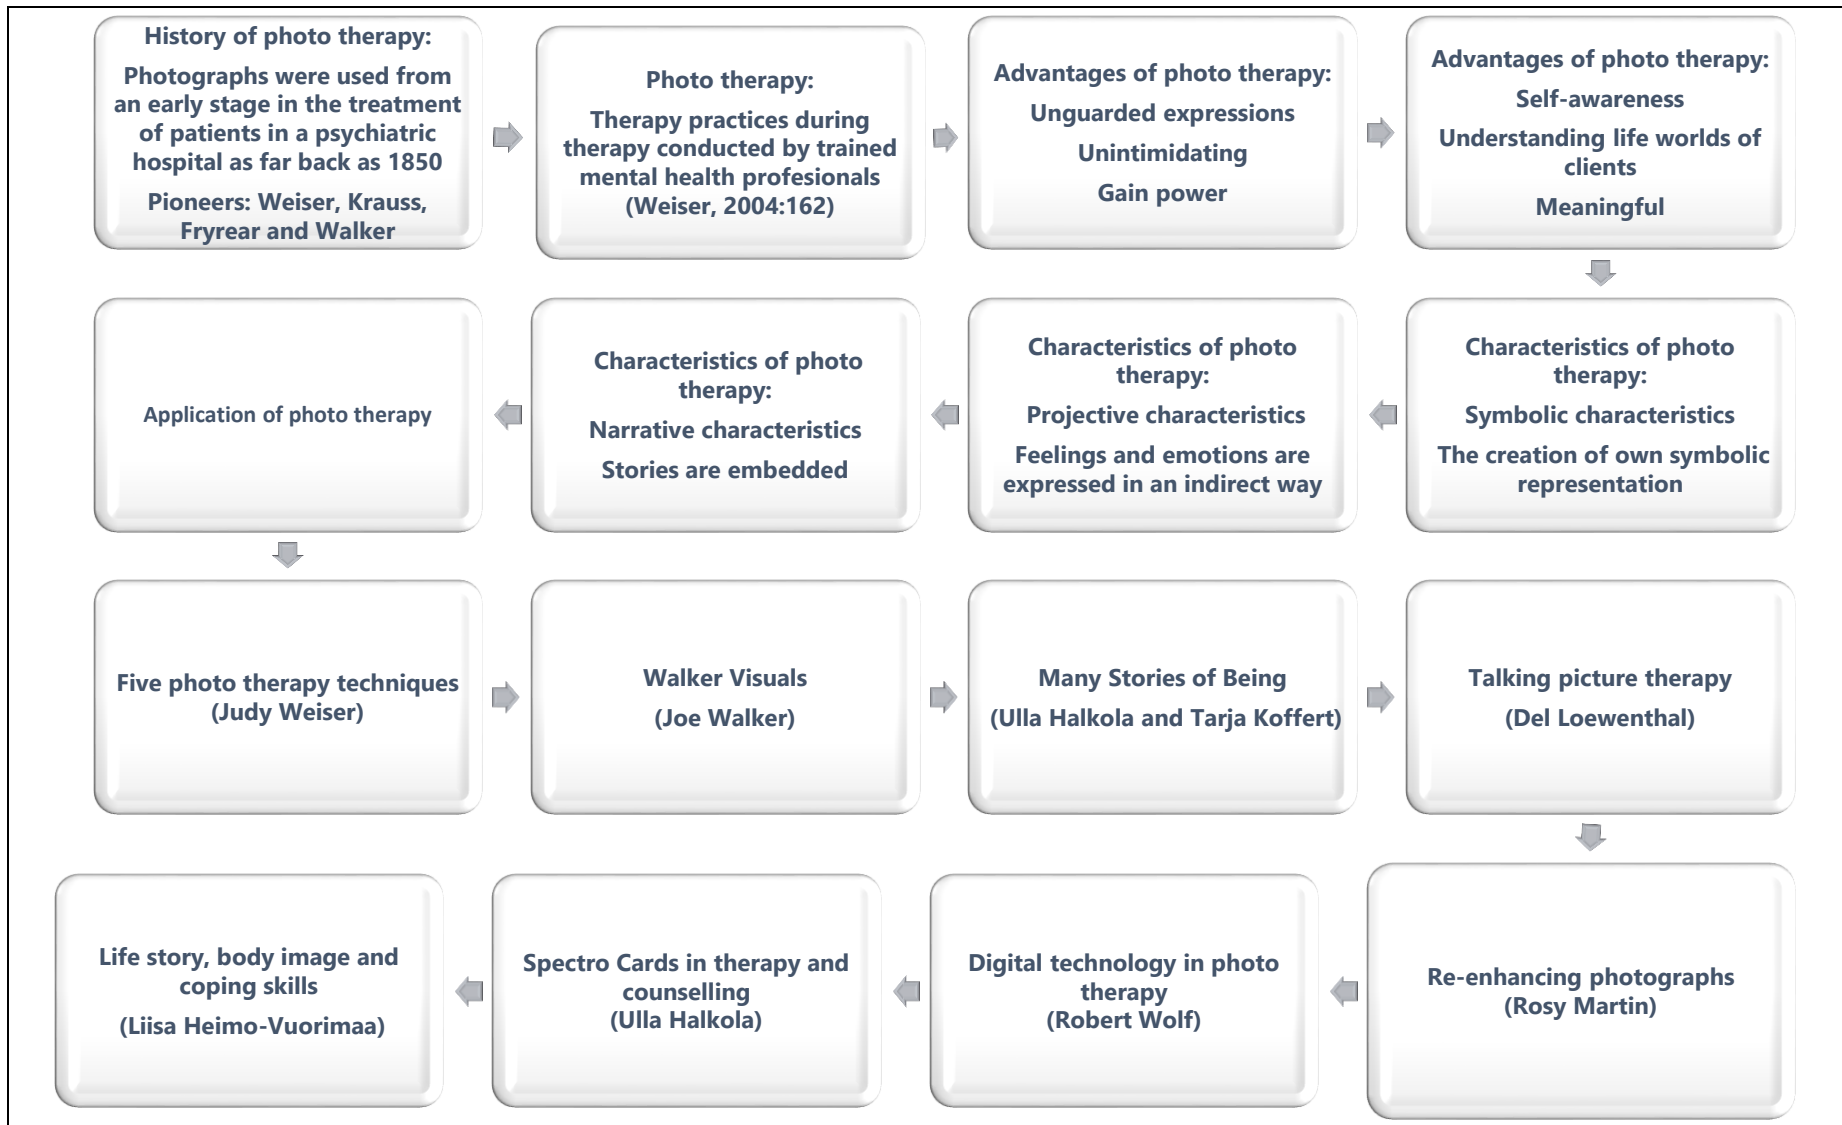 History of photo therapy:
Photographs were used from
an early stage in the treatment
of patients in a psychiatric
hospital as far back as 1850
Pioneers: Weiser, Krauss,
Fryrear and Walker
Photo therapy:
Therapy practices during
therapy conducted by trained
mental health profesionals
(Weiser, 2004:162)
Advantages of photo therapy:
Unguarded expressions
Unintimidating
Gain power
Advantages of photo therapy:
Self-awareness
Understanding life worlds of
clients
Meaningful
Characteristics of photo
therapy:
Symbolic characteristics
The creation of own symbolic
representation
Characteristics of photo
therapy:
Projective characteristics
Feelings and emotions are
expressed in an indirect way
Characteristics of photo
therapy:
Narrative characteristics
Stories are embedded
Application of photo therapy
Five photo therapy techniques
(Judy Weiser)
Walker Visuals
(Joe Walker)
Many Stories of Being
(Ulla Halkola and Tarja Koffert)
Talking picture therapy
(Del Loewenthal)
Re-enhancing photographs
(Rosy Martin)
Digital technology in photo
therapy
(Robert Wolf)
Spectro Cards in therapy and
counselling
(Ulla Halkola)
Life story, body image and
coping skills
(Liisa Heimo-Vuorimaa)